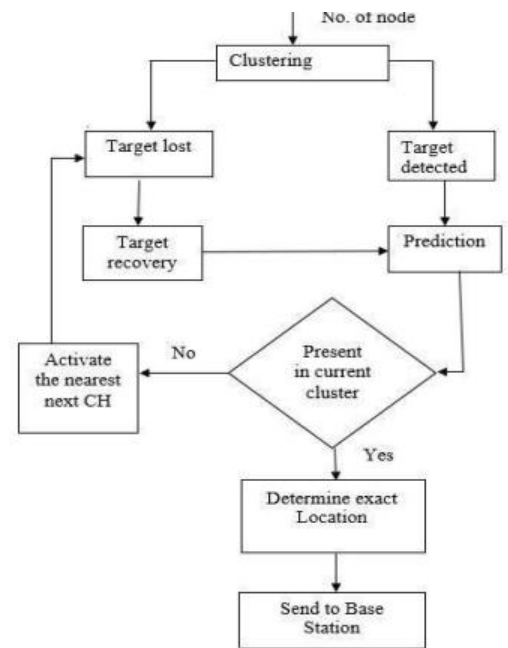 No. of node
Clustering
Target lost
Target
detected
Target
recovery
Prediction
Present
in current
cluster
No
Activate
the nearest
next CH
Yes
Determine exact
Location
Send to Base
Station